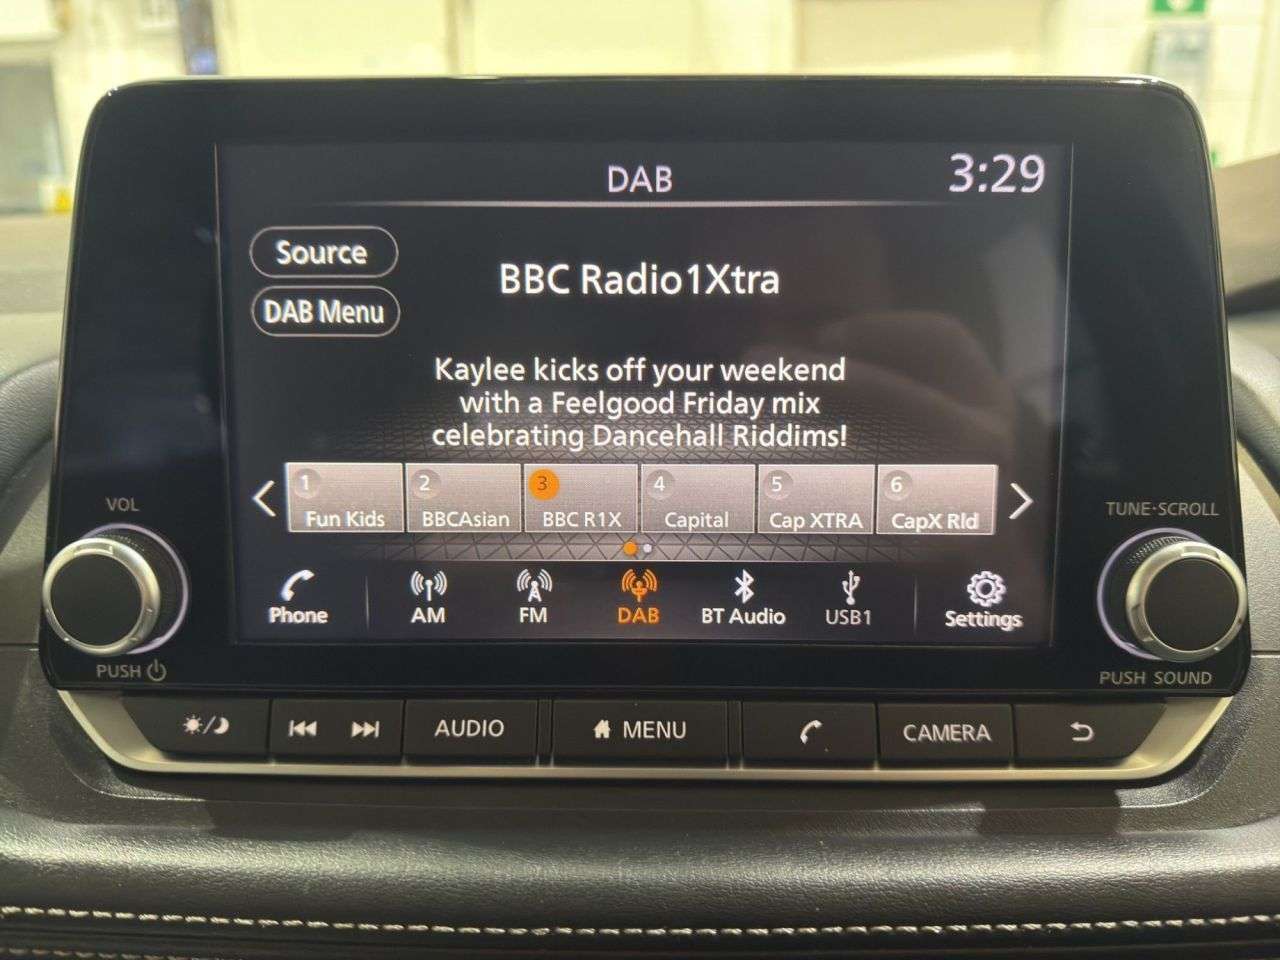 DAB
3:29
Source
BBC Radio1Xtra
DAB Menu
Kaylee kicks off your weekend
with a Feelgood Friday mix
celebrating Dancehall Riddims!
1 2 3 4 5 6
Fun Kids BBCAsian BBC R1X Capital Cap XTRA CapX Rld
VOL
TUNE·SCROLL
Phone AM FM DAB BT Audio USB1 Settings
PUSH
PUSH SOUND
AUDIO MENU CAMERA